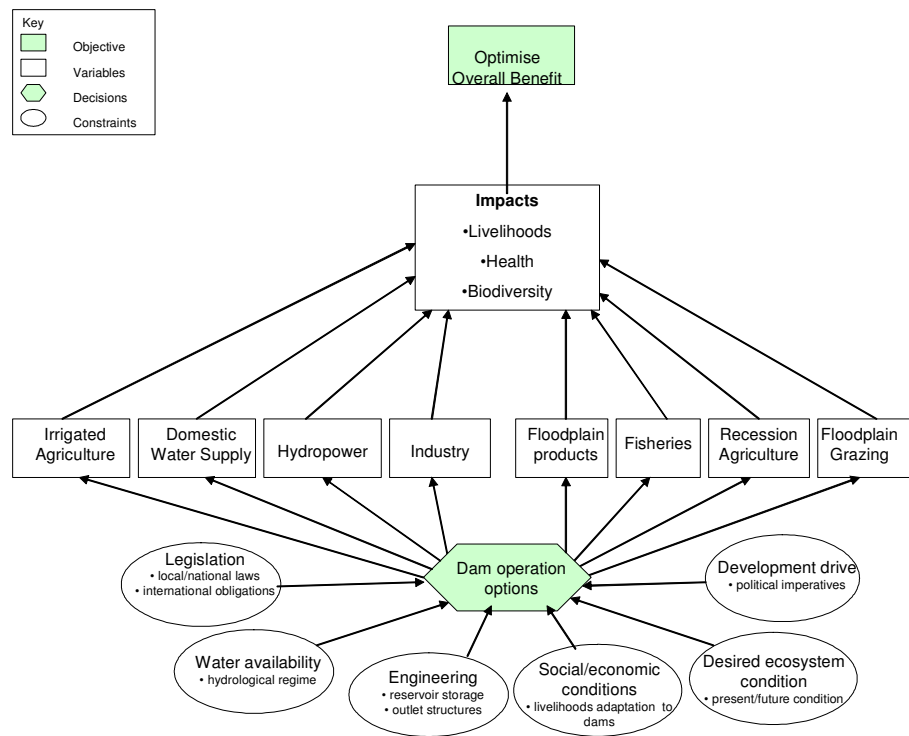 Key
Objective
Variables
Decisions
Constraints
Optimise
Overall Benefit
Impacts
•Livelihoods
•Health
•Biodiversity
Irrigated
Agriculture
Domestic
Water Supply
Hydropower
Industry
Floodplain
products
Fisheries
Recession
Agriculture
Floodplain
Grazing
Dam operation
options
Legislation
• local/national laws
• international obligations
Water availability
• hydrological regime
Engineering
• reservoir storage
• outlet structures
Social/economic
conditions
• livelihoods adaptation to
dams
Desired ecosystem
condition
• present/future condition
Development drive
• political imperatives